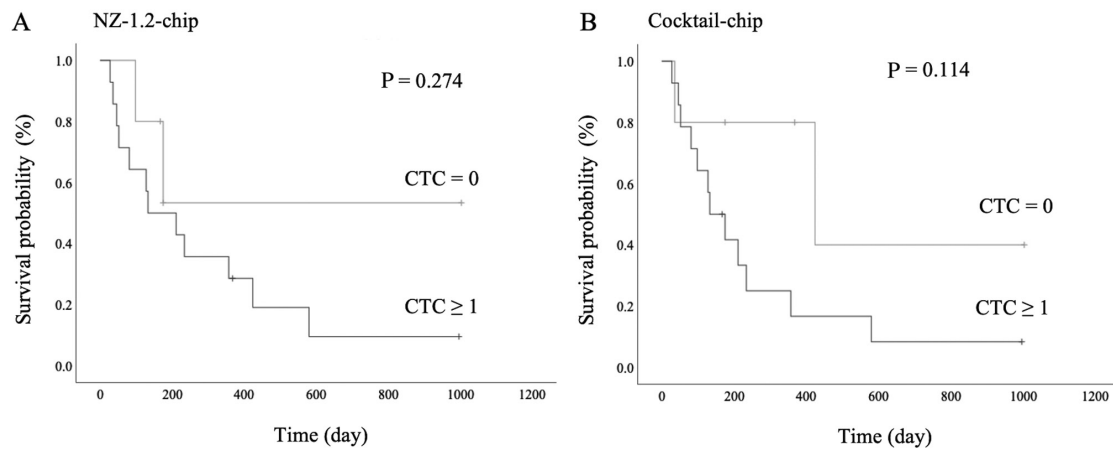 A NZ-1.2-chip
P = 0.274
CTC = 0
CTC ≥ 1
Survival probability (%)
1.0
0.8
0.6
0.4
0.2
0.0
0 200 400 600 800 1000 1200
Time (day)
B Cocktail-chip
P = 0.114
CTC = 0
CTC ≥ 1
Survival probability (%)
1.0
0.8
0.6
0.4
0.2
0.0
0 200 400 600 800 1000 1200
Time (day)